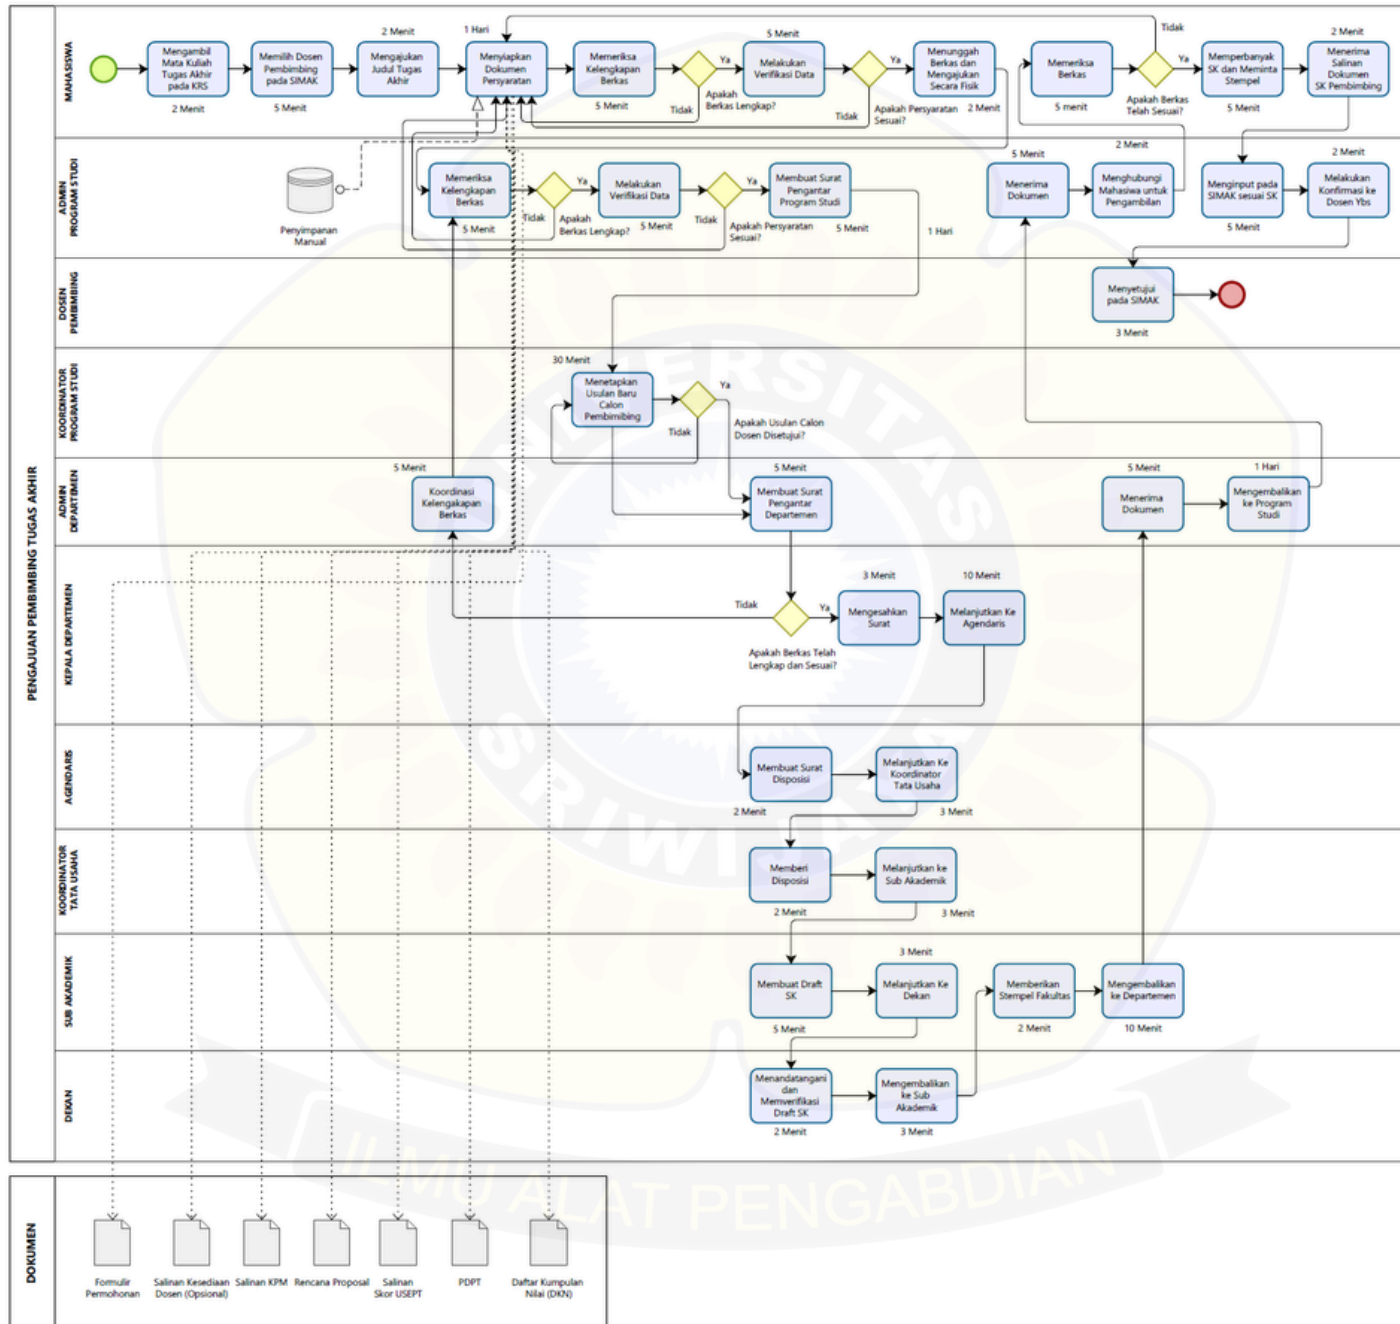 PENGAJUAN PEMBIMBING TUGAS AKHIR
MAHASISWA
Mengambil
Mata Kuliah
Tugas Akhir
pada KRS
2 Menit
Memilih Dosen
Pembimbing
pada SIMAK
5 Menit
2 Menit
Mengajukan
Judul Tugas
Akhir
1 Hari
Menyiapkan
Dokumen
Persyaratan
Memeriksa
Kelengkapan
Berkas
5 Menit
Ya
Tidak
Apakah
Berkas Lengkap?
5 Menit
Melakukan
Verifikasi Data
Ya
Tidak
Apakah Persyaratan
Sesuai?
Menunggah
Berkas dan
Mengajukan
Secara Fisik
2 Menit
Memeriksa
Berkas
5 menit
Tidak
Ya
Apakah Berkas
Telah Sesuai?
Memperbanyak
SK dan Meminta
Stempel
5 Menit
2 Menit
Menerima
Salinan
Dokumen
SK Pembimbing
ADMIN
PROGRAM STUDI
Penyimpanan
Manual
Memeriksa
Kelengkapan
Berkas
5 Menit
Ya
Tidak
Apakah
Berkas Lengkap?
Melakukan
Verifikasi Data
5 Menit
Ya
Tidak
Apakah Persyaratan
Sesuai?
Membuat Surat
Pengantar
Program Studi
5 Menit
1 Hari
5 Menit
Menerima
Dokumen
2 Menit
Menghubungi
Mahasiwa untuk
Pengambilan
Menginput pada
SIMAK sesuai SK
5 Menit
2 Menit
Melakukan
Konfirmasi ke
Dosen Ybs
DOSEN
PEMBIMBING
Menyetujui
pada SIMAK
3 Menit
KOORDINATOR
PROGRAM STUDI
30 Menit
Menetapkan
Usulan Baru
Calon
Pembimibing
Ya
Tidak
Apakah Usulan Calon
Dosen Disetujui?
ADMIN
DEPARTEMEN
5 Menit
Koordinasi
Kelengakapan
Berkas
5 Menit
Membuat Surat
Pengantar
Departemen
5 Menit
Menerima
Dokumen
1 Hari
Mengembalikan
ke Program
Studi
KEPALA DEPARTEMEN
Tidak
Ya
Apakah Berkas Telah
Lengkap dan Sesuai?
3 Menit
Mengesahkan
Surat
10 Menit
Melanjutkan Ke
Agendaris
AGENDARIS
Membuat Surat
Disposisi
2 Menit
Melanjutkan Ke
Koordinator
Tata Usaha
3 Menit
KOORDINATOR
TATA USAHA
Memberi
Disposisi
2 Menit
Melanjutkan ke
Sub Akademik
3 Menit
SUB AKADEMIK
Membuat Draft
SK
5 Menit
3 Menit
Melanjutkan Ke
Dekan
Memberikan
Stempel Fakultas
2 Menit
Mengembalikan
ke Departemen
10 Menit
DEKAN
Menandatangani
dan
Memverifikasi
Draft SK
2 Menit
Mengembalikan
ke Sub
Akademik
3 Menit
UNIVERSITAS
SRIWIJAYA
ILMU ALAT PENGABDIAN
DOKUMEN
Formulir
Permohonan
Salinan Kesediaan
Dosen (Opsional)
Salinan KPM
Rencana Proposal
Salinan
Skor USEPT
PDPT
Daftar Kumpulan
Nilai (DKN)